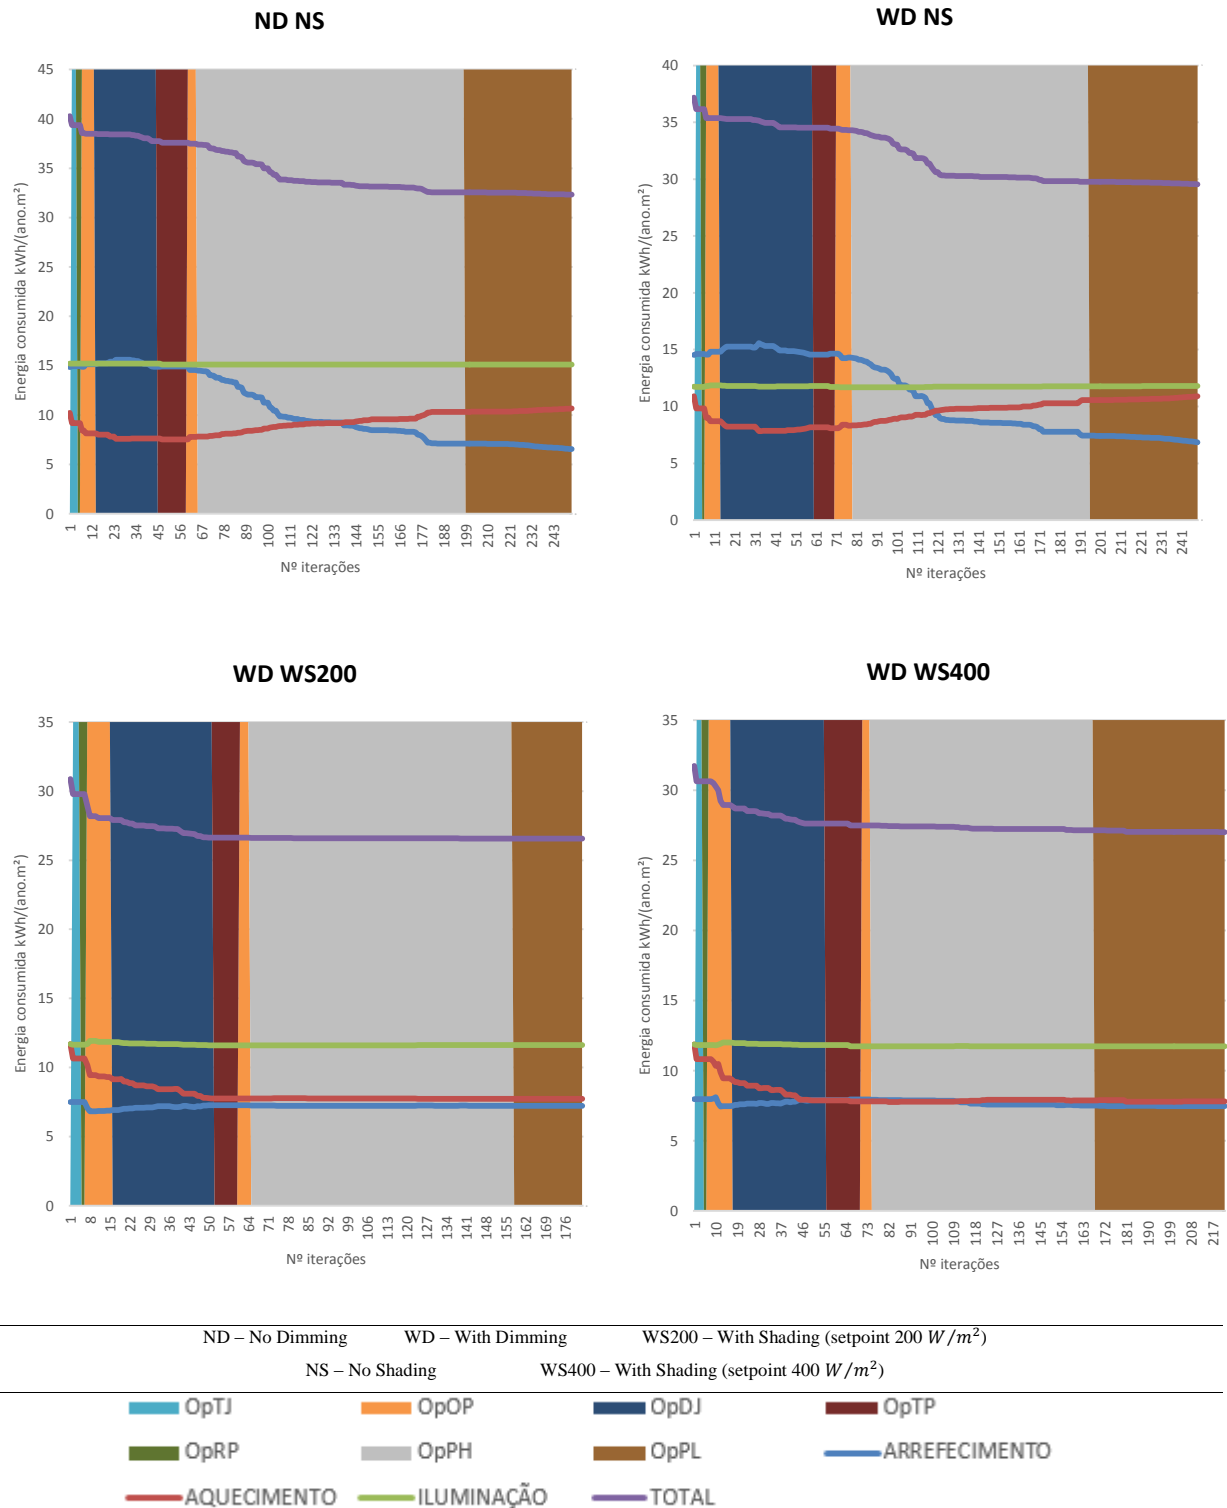 ND NS
WD NS
Energia consumida kWh/(ano.m²)
45
40
35
30
25
20
15
10
5
0
1 12 23 34 45 56 67 78 89 100 111 122 133 144 155 166 177 188 199 210 221 232 243
Nº iterações
Energia consumida kWh/(ano.m²)
40
35
30
25
20
15
10
5
0
1 11 21 31 41 51 61 71 81 91 101 111 121 131 141 151 161 171 181 191 201 211 221 231 241
Nº iterações
WD WS200
WD WS400
Energia consumida kWh/(ano.m²)
35
30
25
20
15
10
5
0
1 8 15 22 29 36 43 50 57 64 71 78 85 92 99 106 113 120 127 134 141 148 155 162 169 176
Nº iterações
Energia consumida kWh/(ano.m²)
35
30
25
20
15
10
5
0
1 10 19 28 37 46 55 64 73 82 91 100 109 118 127 136 145 154 163 172 181 190 199 208 217
Nº iterações
ND – No Dimming WD – With Dimming WS200 – With Shading (setpoint 200 W/m²)
NS – No Shading WS400 – With Shading (setpoint 400 W/m²)
OpTJ OpOP OpDJ OpTP
OpRP OpPH OpPL ARREFECIMENTO
AQUECIMENTO ILUMINAÇÃO TOTAL